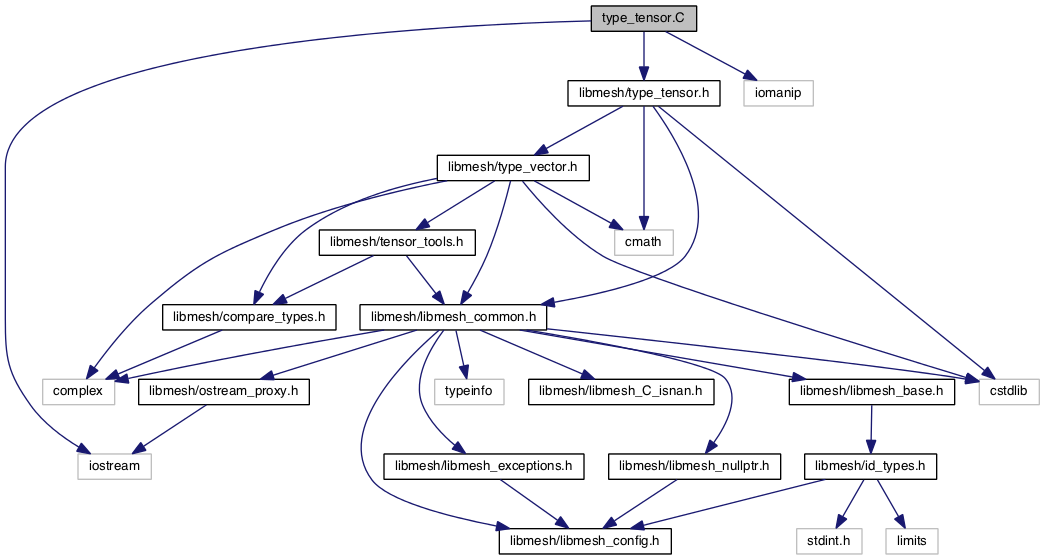 type_tensor.C
libmesh/type_tensor.h
iomanip
libmesh/type_vector.h
libmesh/tensor_tools.h
cmath
libmesh/compare_types.h
libmesh/libmesh_common.h
complex
libmesh/ostream_proxy.h
typeinfo
libmesh/libmesh_C_isnan.h
libmesh/libmesh_base.h
cstdlib
iostream
libmesh/libmesh_exceptions.h
libmesh/libmesh_nullptr.h
libmesh/id_types.h
libmesh/libmesh_config.h
stdint.h
limits